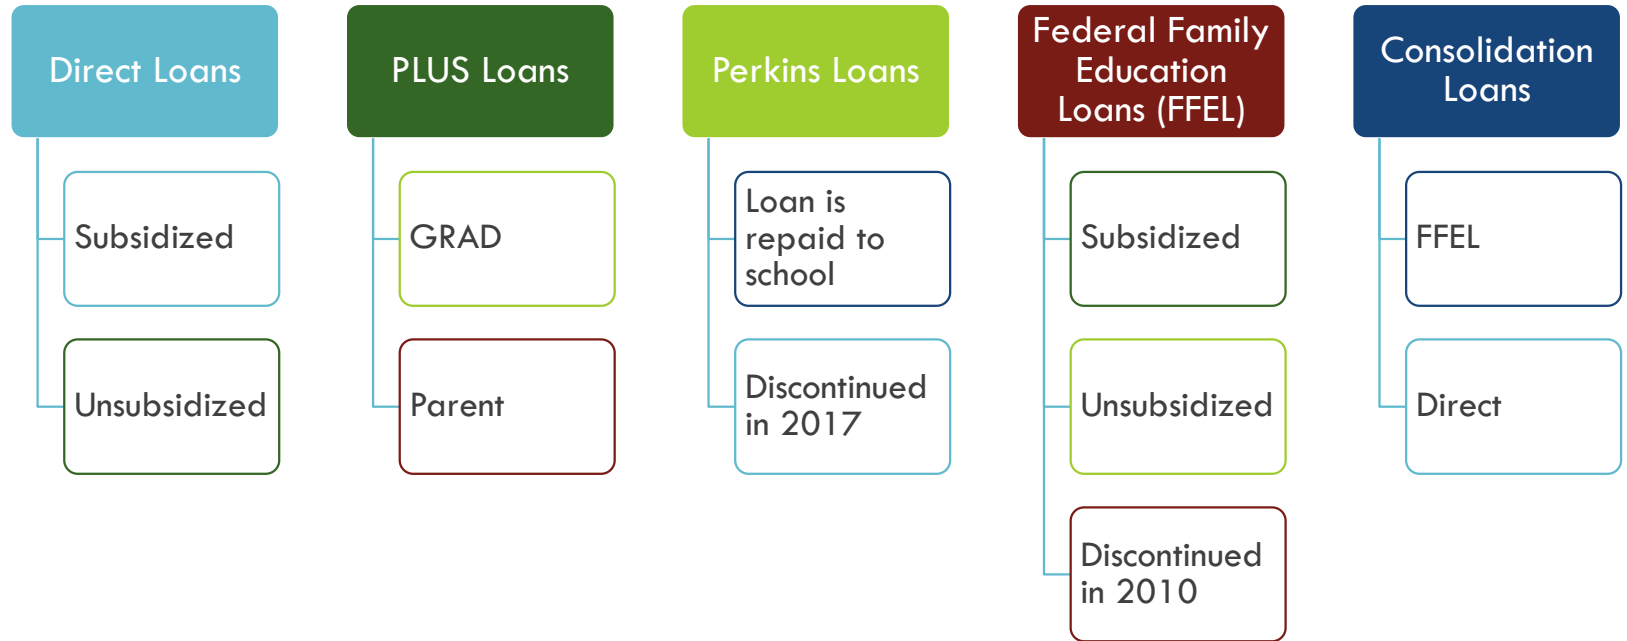 Direct Loans
Subsidized
Unsubsidized
PLUS Loans
GRAD
Parent
Perkins Loans
Loan is
repaid to
school
Discontinued
in 2017
Federal Family
Education
Loans (FFEL)
Subsidized
Unsubsidized
Discontinued
in 2010
Consolidation
Loans
FFEL
Direct